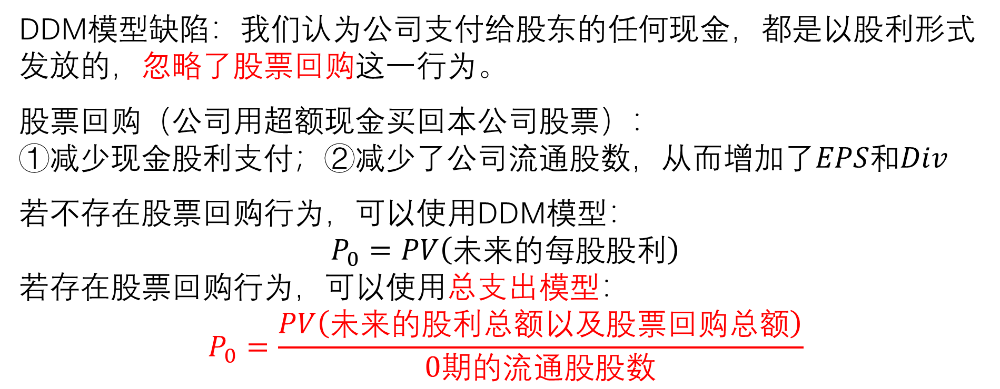 DDM模型缺陷：我们认为公司支付给股东的任何现金，都是以股利形式
发放的，忽略了股票回购这一行为。
股票回购（公司用超额现金买回本公司股票）：
①减少现金股利支付；②减少了公司流通股数，从而增加了EPS和Div
若不存在股票回购行为，可以使用DDM模型：
P₀ = PV(未来的每股股利)
若存在股票回购行为，可以使用总支出模型：
P₀ = PV(未来的股利总额以及股票回购总额)
0期的流通股股数